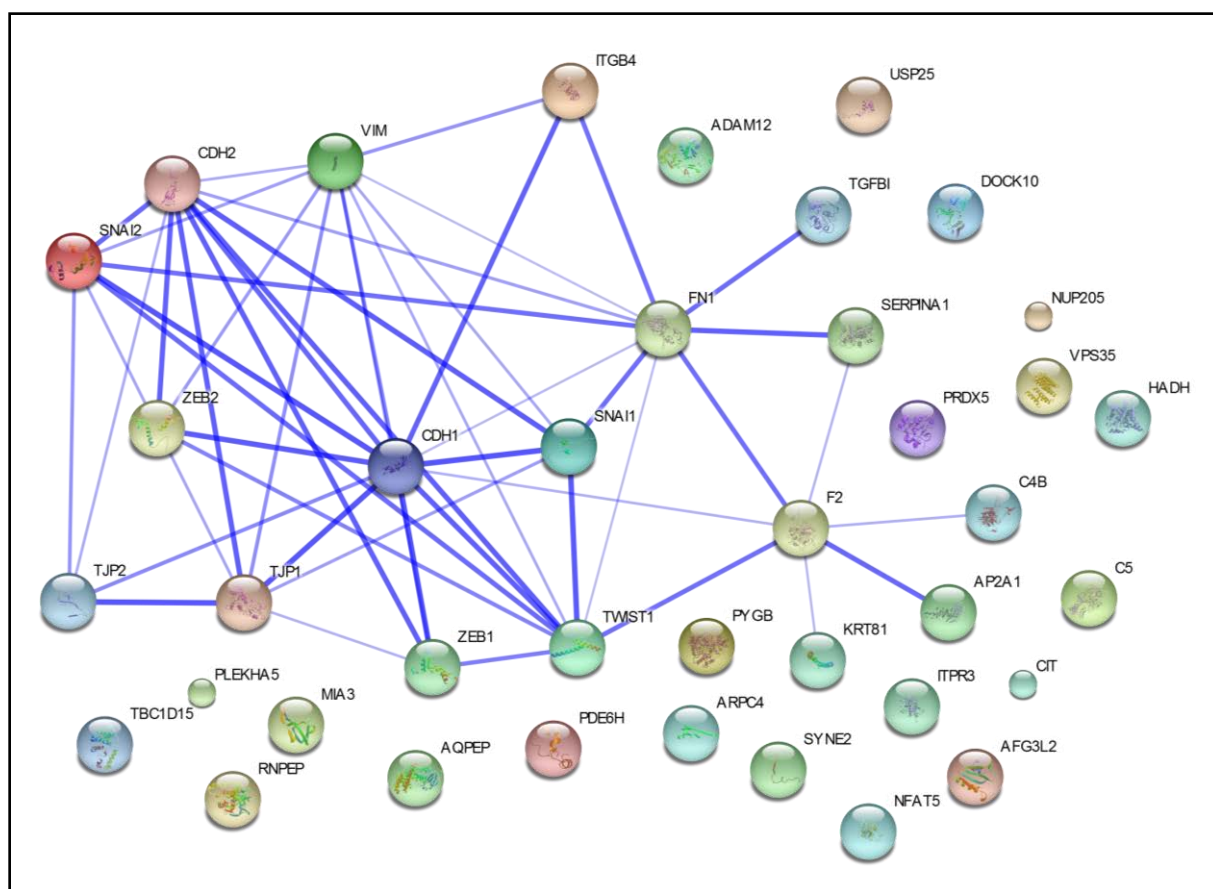 ITGB4
USP25
ADAM12
VIM
CDH2
TGFBI
DOCK10
SNAI2
FN1
SERPINA1
NUP205
VPS35
HADH
PRDX5
ZEB2
SNAI1
CDH1
F2
C4B
TJP2
TJP1
AP2A1
C5
TWIST1
PYGB
KRT81
ZEB1
PLEKHA5
MIA3
ITPR3
CIT
TBC1D15
PDE6H
ARPC4
AQPEP
SYNE2
AFG3L2
RNPEP
NFAT5